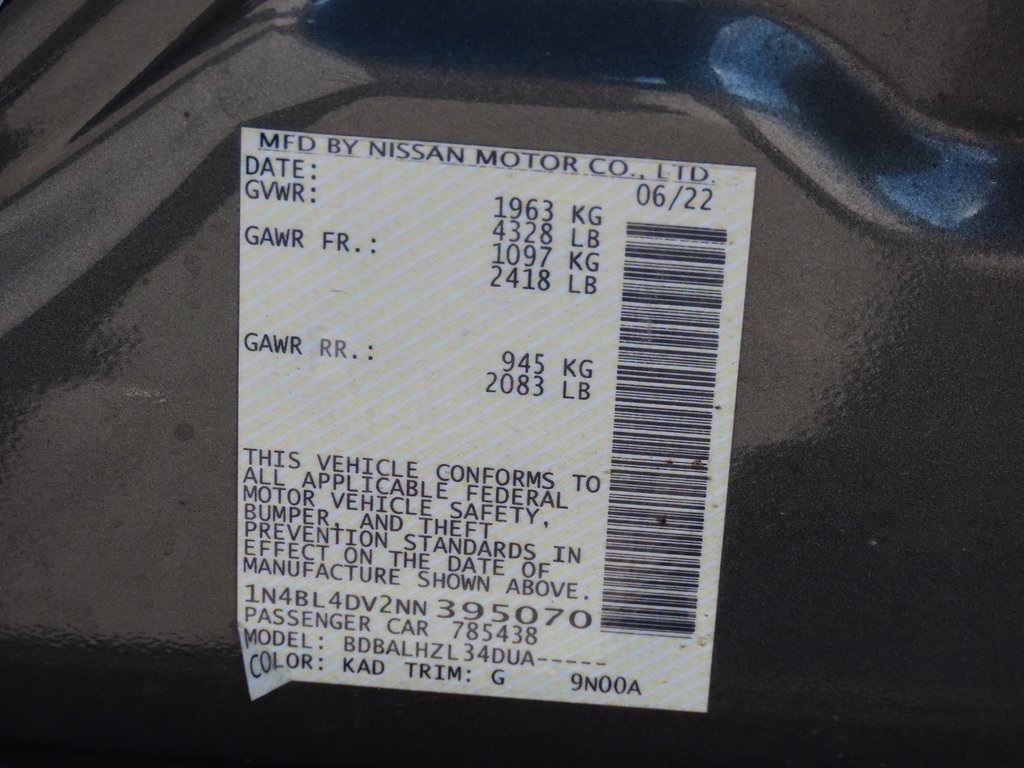 MFD BY NISSAN MOTOR CO., LTD.
DATE: 06/22
GVWR: 1963 KG
4328 LB
GAWR FR.: 1097 KG
2418 LB
GAWR RR.: 945 KG
2083 LB
THIS VEHICLE CONFORMS TO
ALL APPLICABLE FEDERAL
MOTOR VEHICLE SAFETY,
BUMPER, AND THEFT
PREVENTION STANDARDS IN
EFFECT ON THE DATE OF
MANUFACTURE SHOWN ABOVE.
1N4BL4DV2NN 395070
PASSENGER CAR 785438
MODEL: BDBALHZL34DUA-----
COLOR: KAD TRIM: G 9N00A